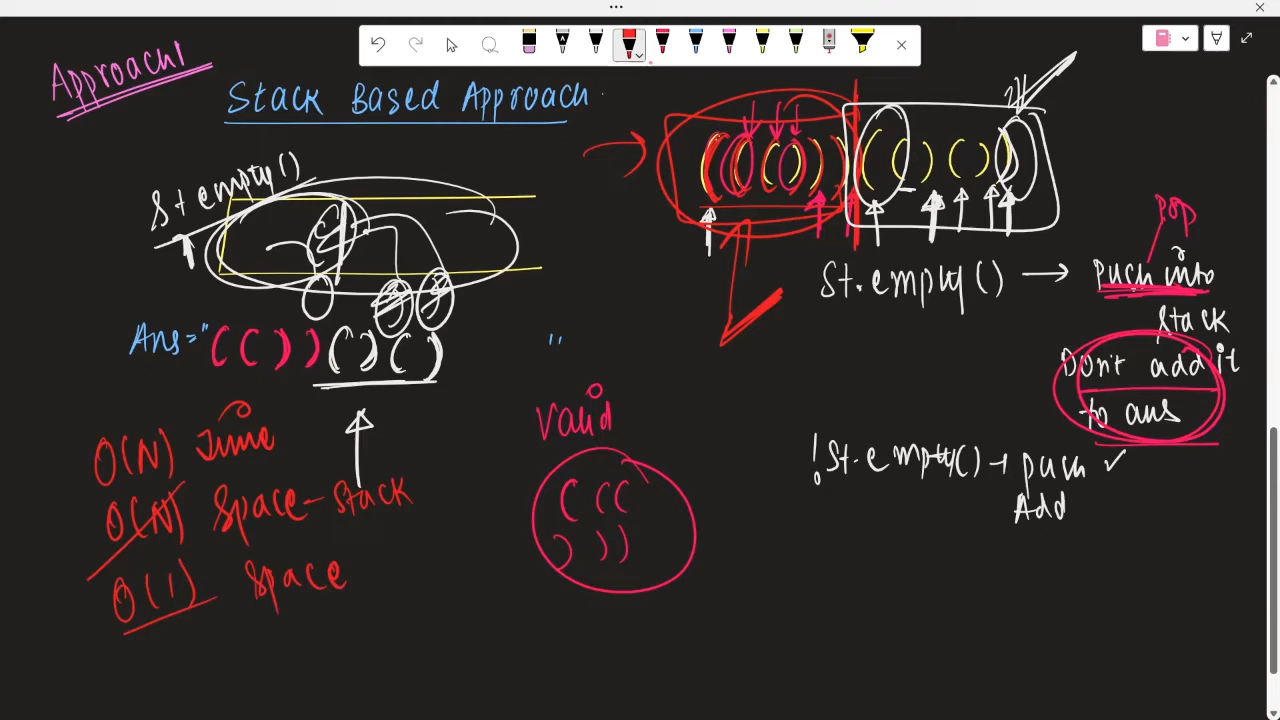 Approach1
Stack Based Approach
St.empty()
(()())(()())
St.empty() → Push into
pop
stack
Don't add it
to ans
Ans="(())()()"
!St.empty() → push ✓
Add
Valid
(((
)))
O(N) Time
O(N) Space - Stack
O(1) Space